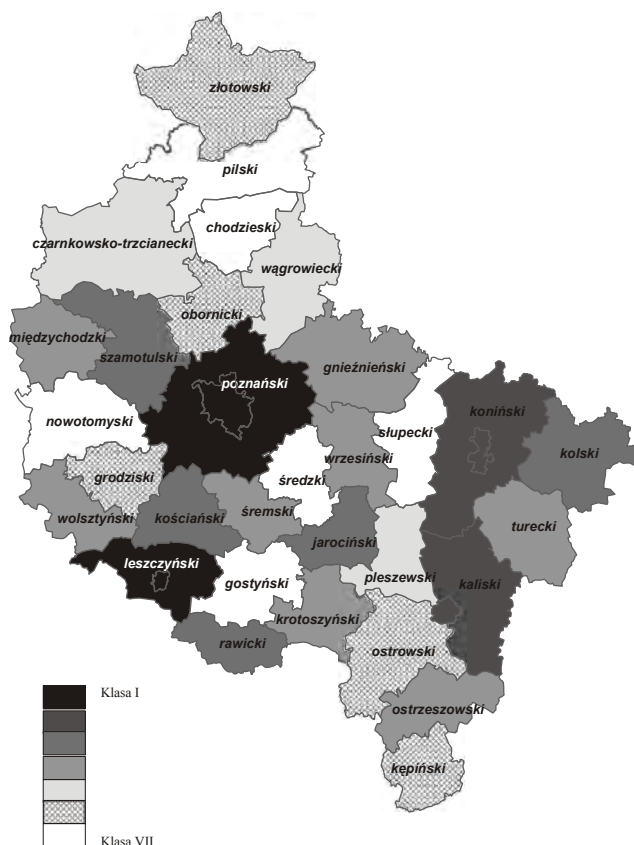 złotowski
pilski
chodzieski
czarnkowsko-trzcianecki
wągrowiecki
obornicki
międzychodzki
szamotulski
gnieźnieński
poznański
koniński
nowotomyski
słupecki
wrzesiński
kolski
grodziski
średzki
wolsztyński
kościański
śremski
turecki
jarociński
leszczyński
gostyński
pleszewski
kaliski
krotoszyński
rawicki
ostrowski
ostrzeszowski
kępiński
Klasa I
Klasa VII